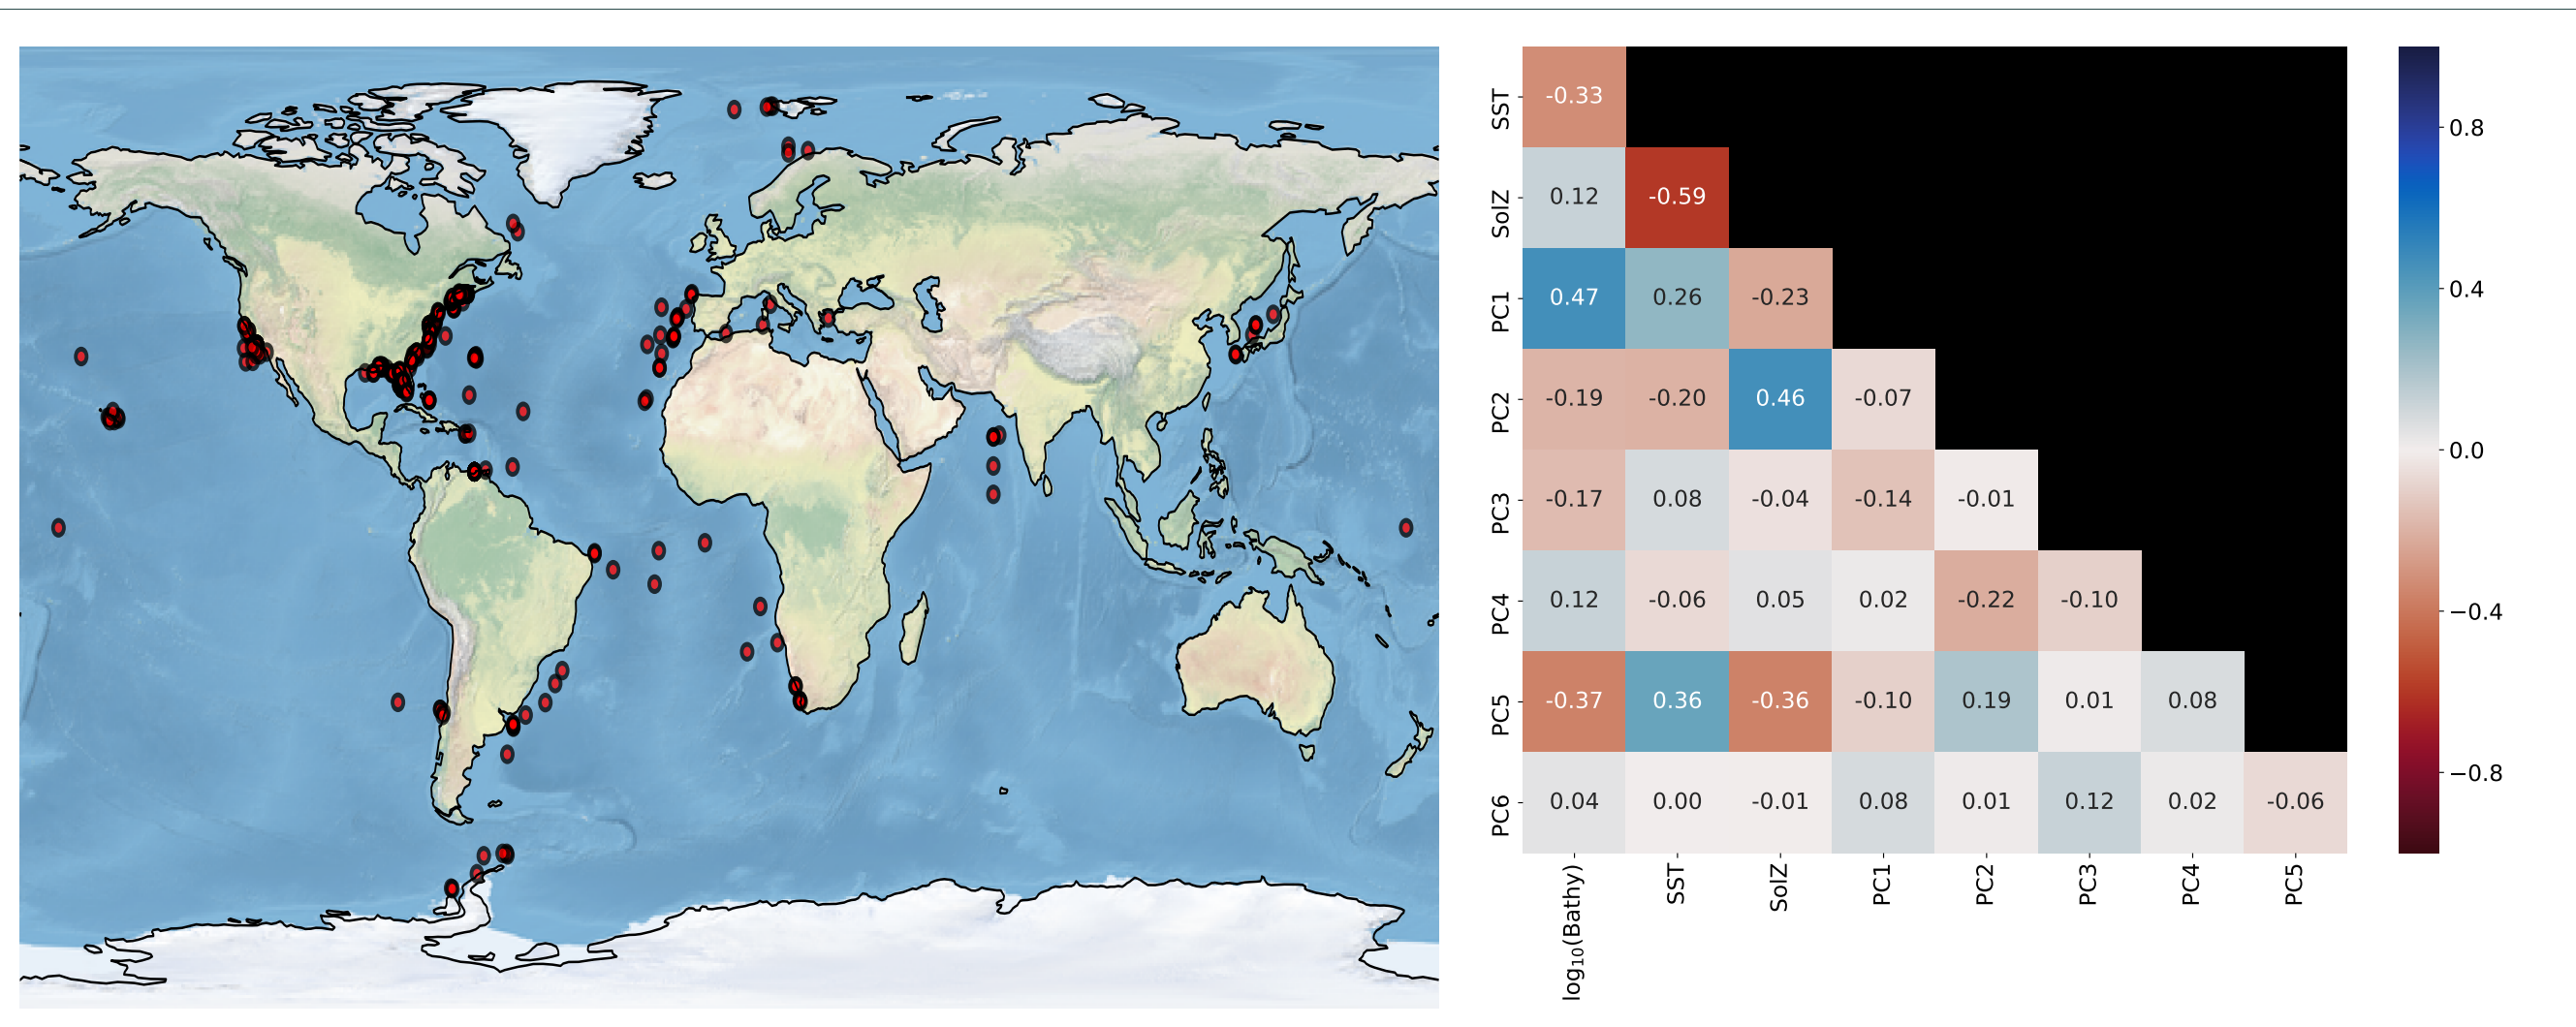 SST -0.33
SolZ 0.12 -0.59
PC1 0.47 0.26 -0.23
PC2 -0.19 -0.20 0.46 -0.07
PC3 -0.17 0.08 -0.04 -0.14 -0.01
PC4 0.12 -0.06 0.05 0.02 -0.22 -0.10
PC5 -0.37 0.36 -0.36 -0.10 0.19 0.01 0.08
PC6 0.04 0.00 -0.01 0.08 0.01 0.12 0.02 -0.06
log₁₀(Bathy) SST SolZ PC1 PC2 PC3 PC4 PC5
0.8
0.4
0.0
−0.4
−0.8